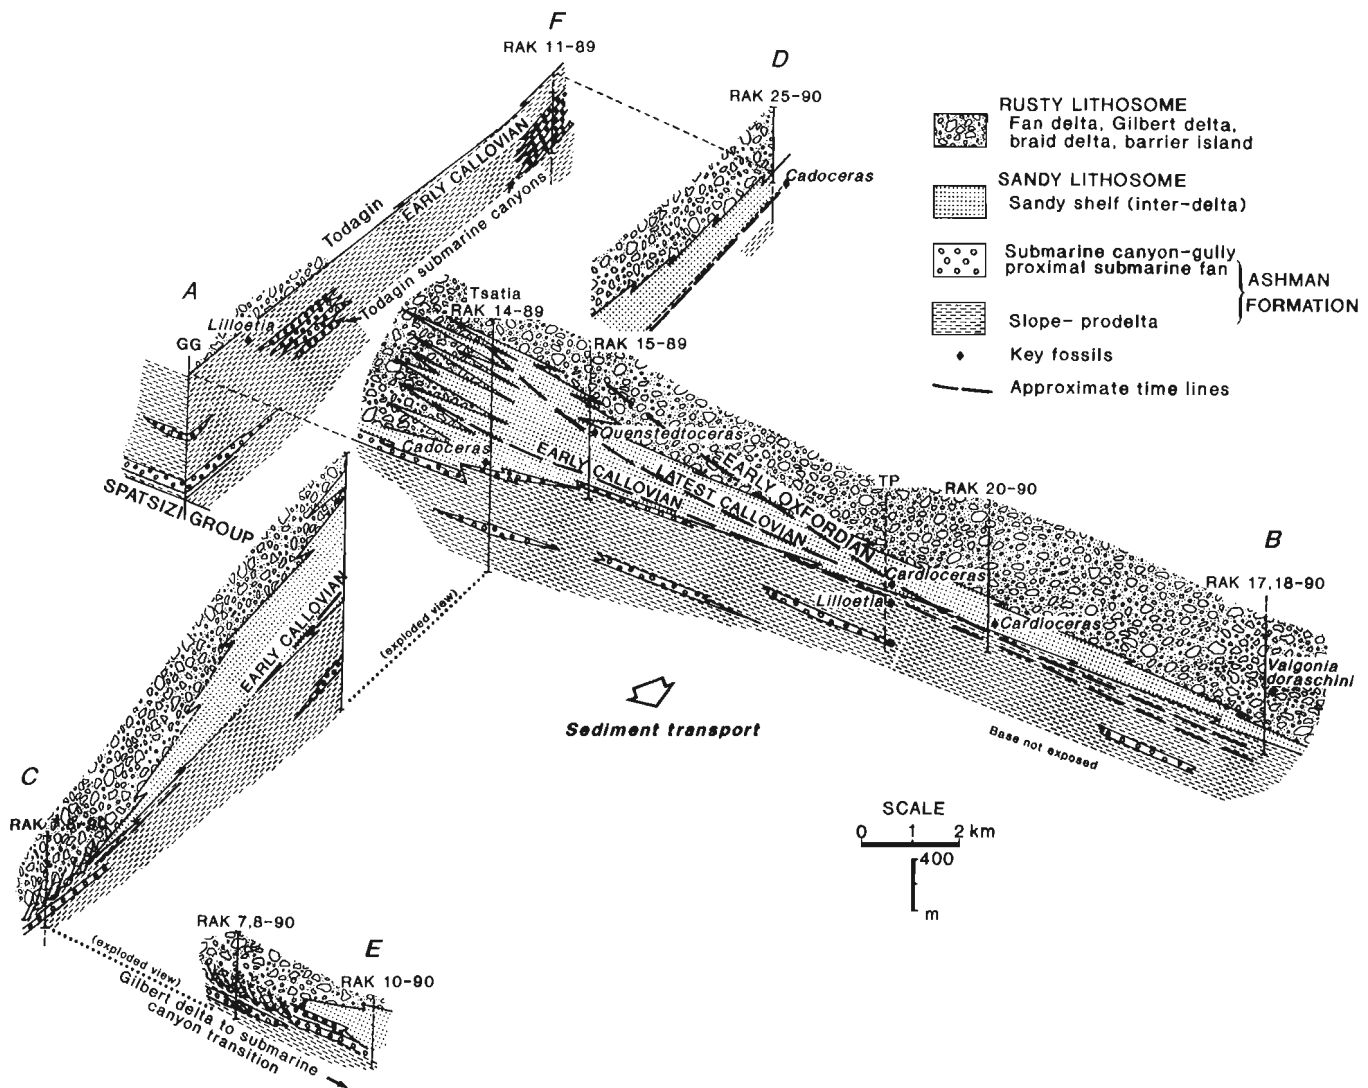 F
RAK 11-89
D
RAK 25-90
Cadoceras
EARLY CALLOVIAN
Todagin
Todagin submarine canyons
A
Lilloetia
GG
SPATSIZI GROUP
RUSTY LITHOSOME
Fan delta, Gilbert delta,
braid delta, barrier island
SANDY LITHOSOME
Sandy shelf (inter-delta)
Submarine canyon-gully
proximal submarine fan
ASHMAN
FORMATION
Slope- prodelta
Key fossils
Approximate time lines
Tsatia
RAK 14-89
RAK 15-89
Quenstedtoceras
Cadoceras
EARLY CALLOVIAN
LATEST CALLOVIAN
EARLY OXFORDIAN
TP
RAK 20-90
Cardioceras
Lilloetia
Cardioceras
B
RAK 17,18-90
Valgonia
doraschini
EARLY CALLOVIAN
(exploded view)
Sediment transport
Base not exposed
C
RAK 7,8-90
SCALE
0 1 2 km
400
m
RAK 7,8-90
E
RAK 10-90
(exploded view)
Gilbert delta to submarine
canyon transition